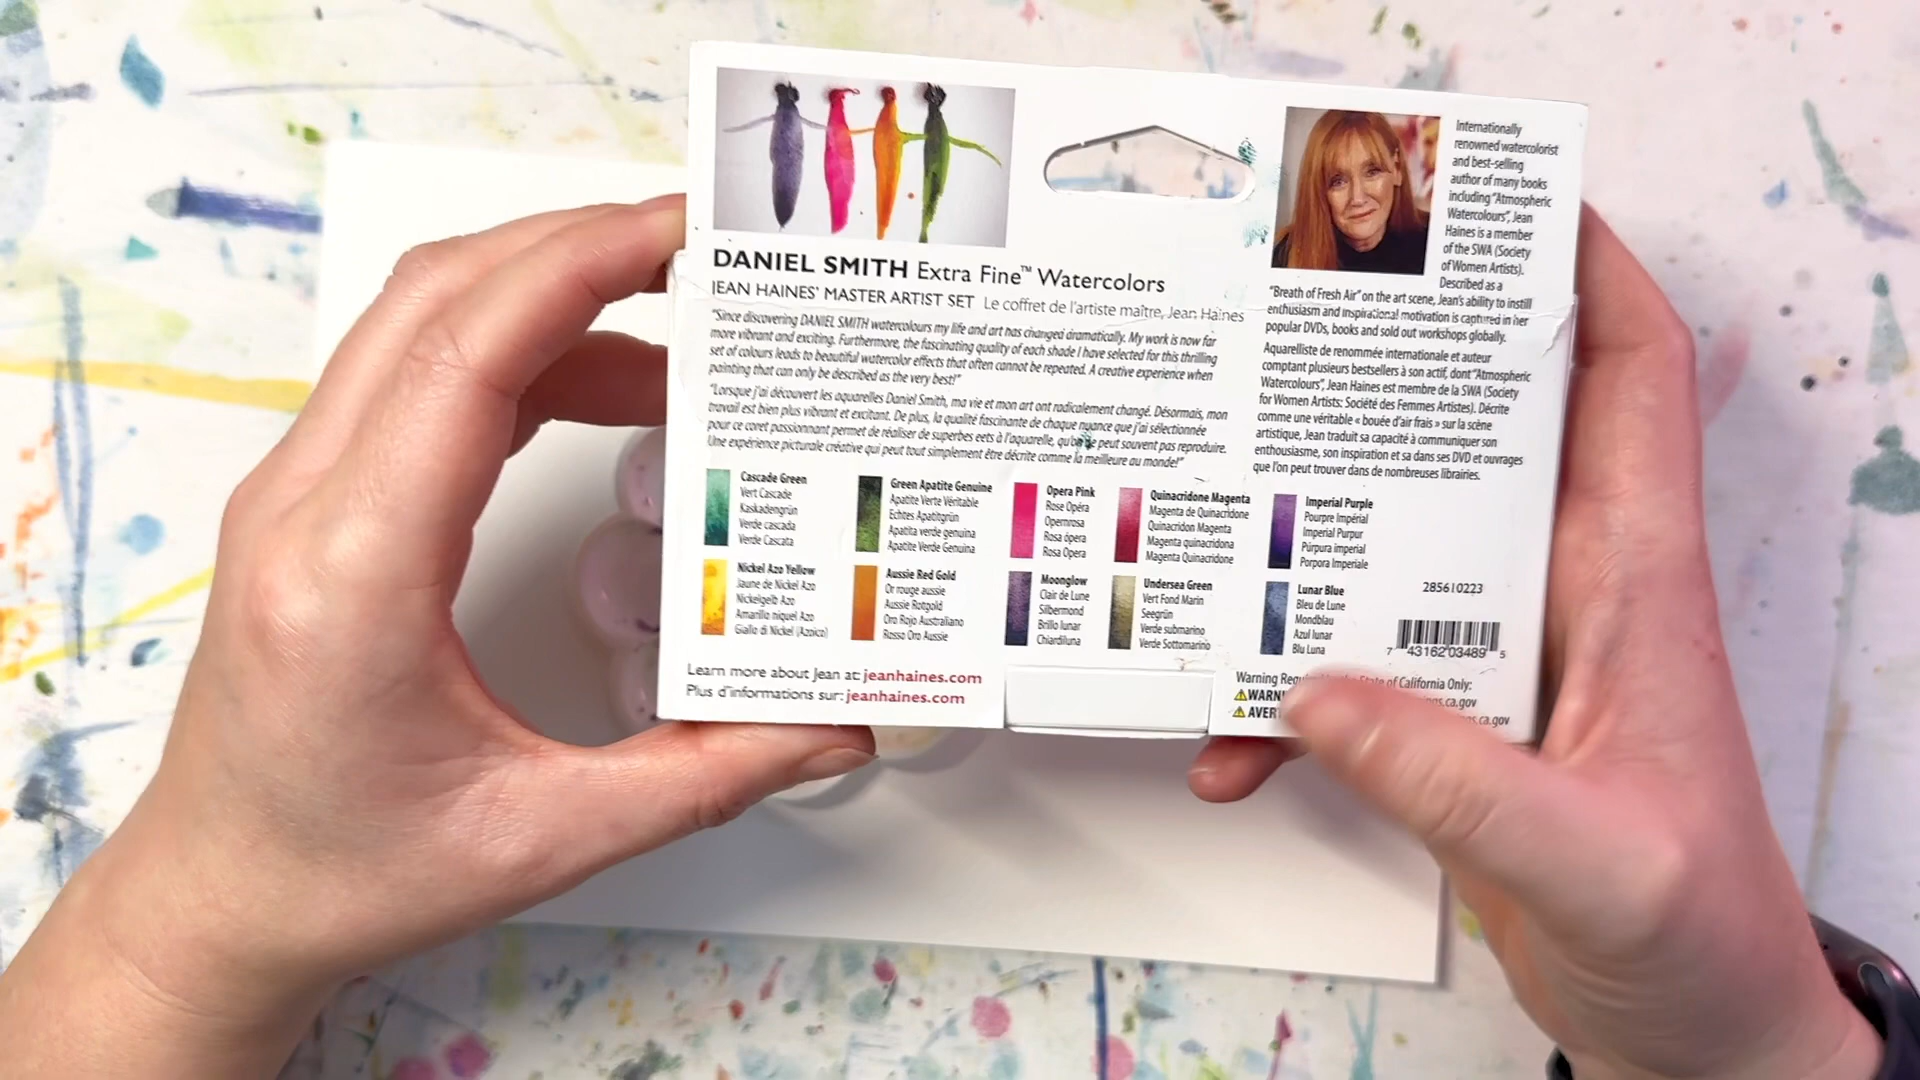 DANIEL SMITH Extra Fine™ Watercolors
JEAN HAINES' MASTER ARTIST SET Le coffret de l'artiste maître, Jean Haines
"Since discovering DANIEL SMITH watercolours my life and art has changed dramatically. My work is now far
more vibrant and exciting. Furthermore, the fascinating quality of each shade I have selected for this thrilling
set of colours leads to beautiful watercolor effects that often cannot be repeated. A creative experience when
painting that can only be described as the very best!"
"Lorsque j'ai découvert les aquarelles Daniel Smith, ma vie et mon art ont radicalement changé. Désormais, mon
travail est bien plus vibrant et excitant. De plus, la qualité fascinante de chaque nuance que j'ai sélectionnée
pour ce coret passionnant permet de réaliser de superbes eets à l'aquarelle, qu'on ne peut souvent pas reproduire.
Une expérience picturale créative qui peut tout simplement être décrite comme la meilleure au monde!"
Internationally
renowned watercolorist
and best-selling
author of many books
including "Atmospheric
Watercolours", Jean
Haines is a member
of the SWA (Society
of Women Artists).
Described as a
"Breath of Fresh Air" on the art scene, Jean's ability to instill
enthusiasm and inspirational motivation is captured in her
popular DVDs, books and sold out workshops globally.
Aquarelliste de renommée internationale et auteur
comptant plusieurs bestsellers à son actif, dont "Atmospheric
Watercolours", Jean Haines est membre de la SWA (Society
for Women Artists: Société des Femmes Artistes). Décrite
comme une véritable « bouée d'air frais » sur la scène
artistique, Jean traduit sa capacité à communiquer son
enthousiasme, son inspiration et sa dans ses DVD et ouvrages
que l'on peut trouver dans de nombreuses librairies.
Cascade Green
Vert Cascade
Kaskadengrün
Verde cascada
Verde Cascata
Green Apatite Genuine
Apatite Verte Véritable
Echtes Apatitgrün
Apatita verde genuina
Apatite Verde Genuina
Opera Pink
Rose Opéra
Opernrosa
Rosa ópera
Rosa Opera
Quinacridone Magenta
Magenta de Quinacridone
Quinacridon Magenta
Magenta quinacridona
Magenta Quinacridone
Imperial Purple
Pourpre Impérial
Imperial Purpur
Púrpura imperial
Porpora Imperiale
Nickel Azo Yellow
Jaune de Nickel Azo
Nickelgelb Azo
Amarillo niquel Azo
Giallo di Nickel (Azoico)
Aussie Red Gold
Or rouge aussie
Aussie Rotgold
Oro Rojo Australiano
Rosso Oro Aussie
Moonglow
Clair de Lune
Silbermond
Brillo lunar
Chiardiluna
Undersea Green
Vert Fond Marin
Seegrün
Verde submarino
Verde Sottomarino
Lunar Blue
Bleu de Lune
Mondblau
Azul lunar
Blu Luna
285610223
7 43162 03489 5
Learn more about Jean at: jeanhaines.com
Plus d'informations sur: jeanhaines.com
Warning State of California Only:
.ca.gov
.ca.gov